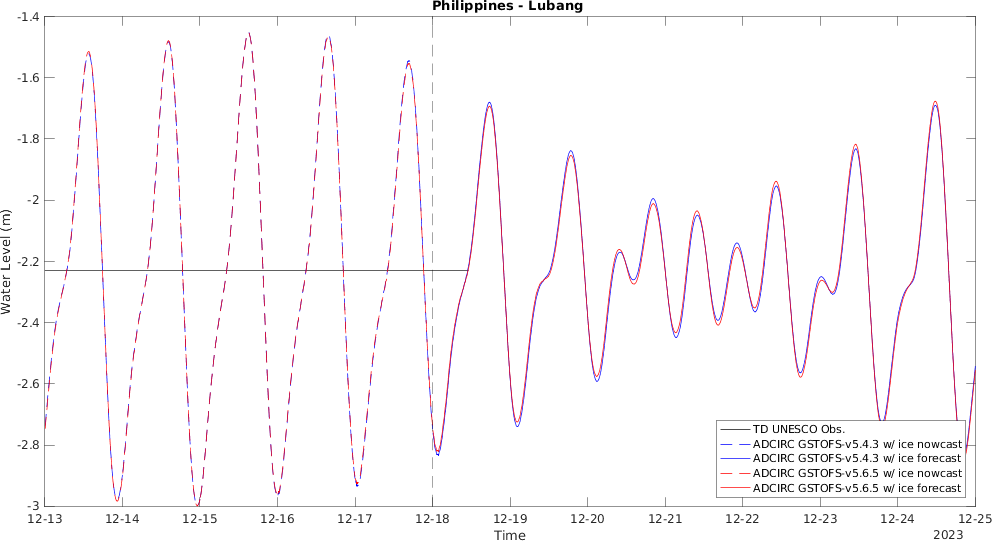 Philippines - Lubang
-1.4
-1.6
-1.8
-2
-2.2
-2.4
-2.6
-2.8
-3
Water Level (m)
TD UNESCO Obs.
ADCIRC GSTOFS-v5.4.3 w/ ice nowcast
ADCIRC GSTOFS-v5.4.3 w/ ice forecast
ADCIRC GSTOFS-v5.6.5 w/ ice nowcast
ADCIRC GSTOFS-v5.6.5 w/ ice forecast
12-13 12-14 12-15 12-16 12-17 12-18 12-19 12-20 12-21 12-22 12-23 12-24 12-25
Time
2023